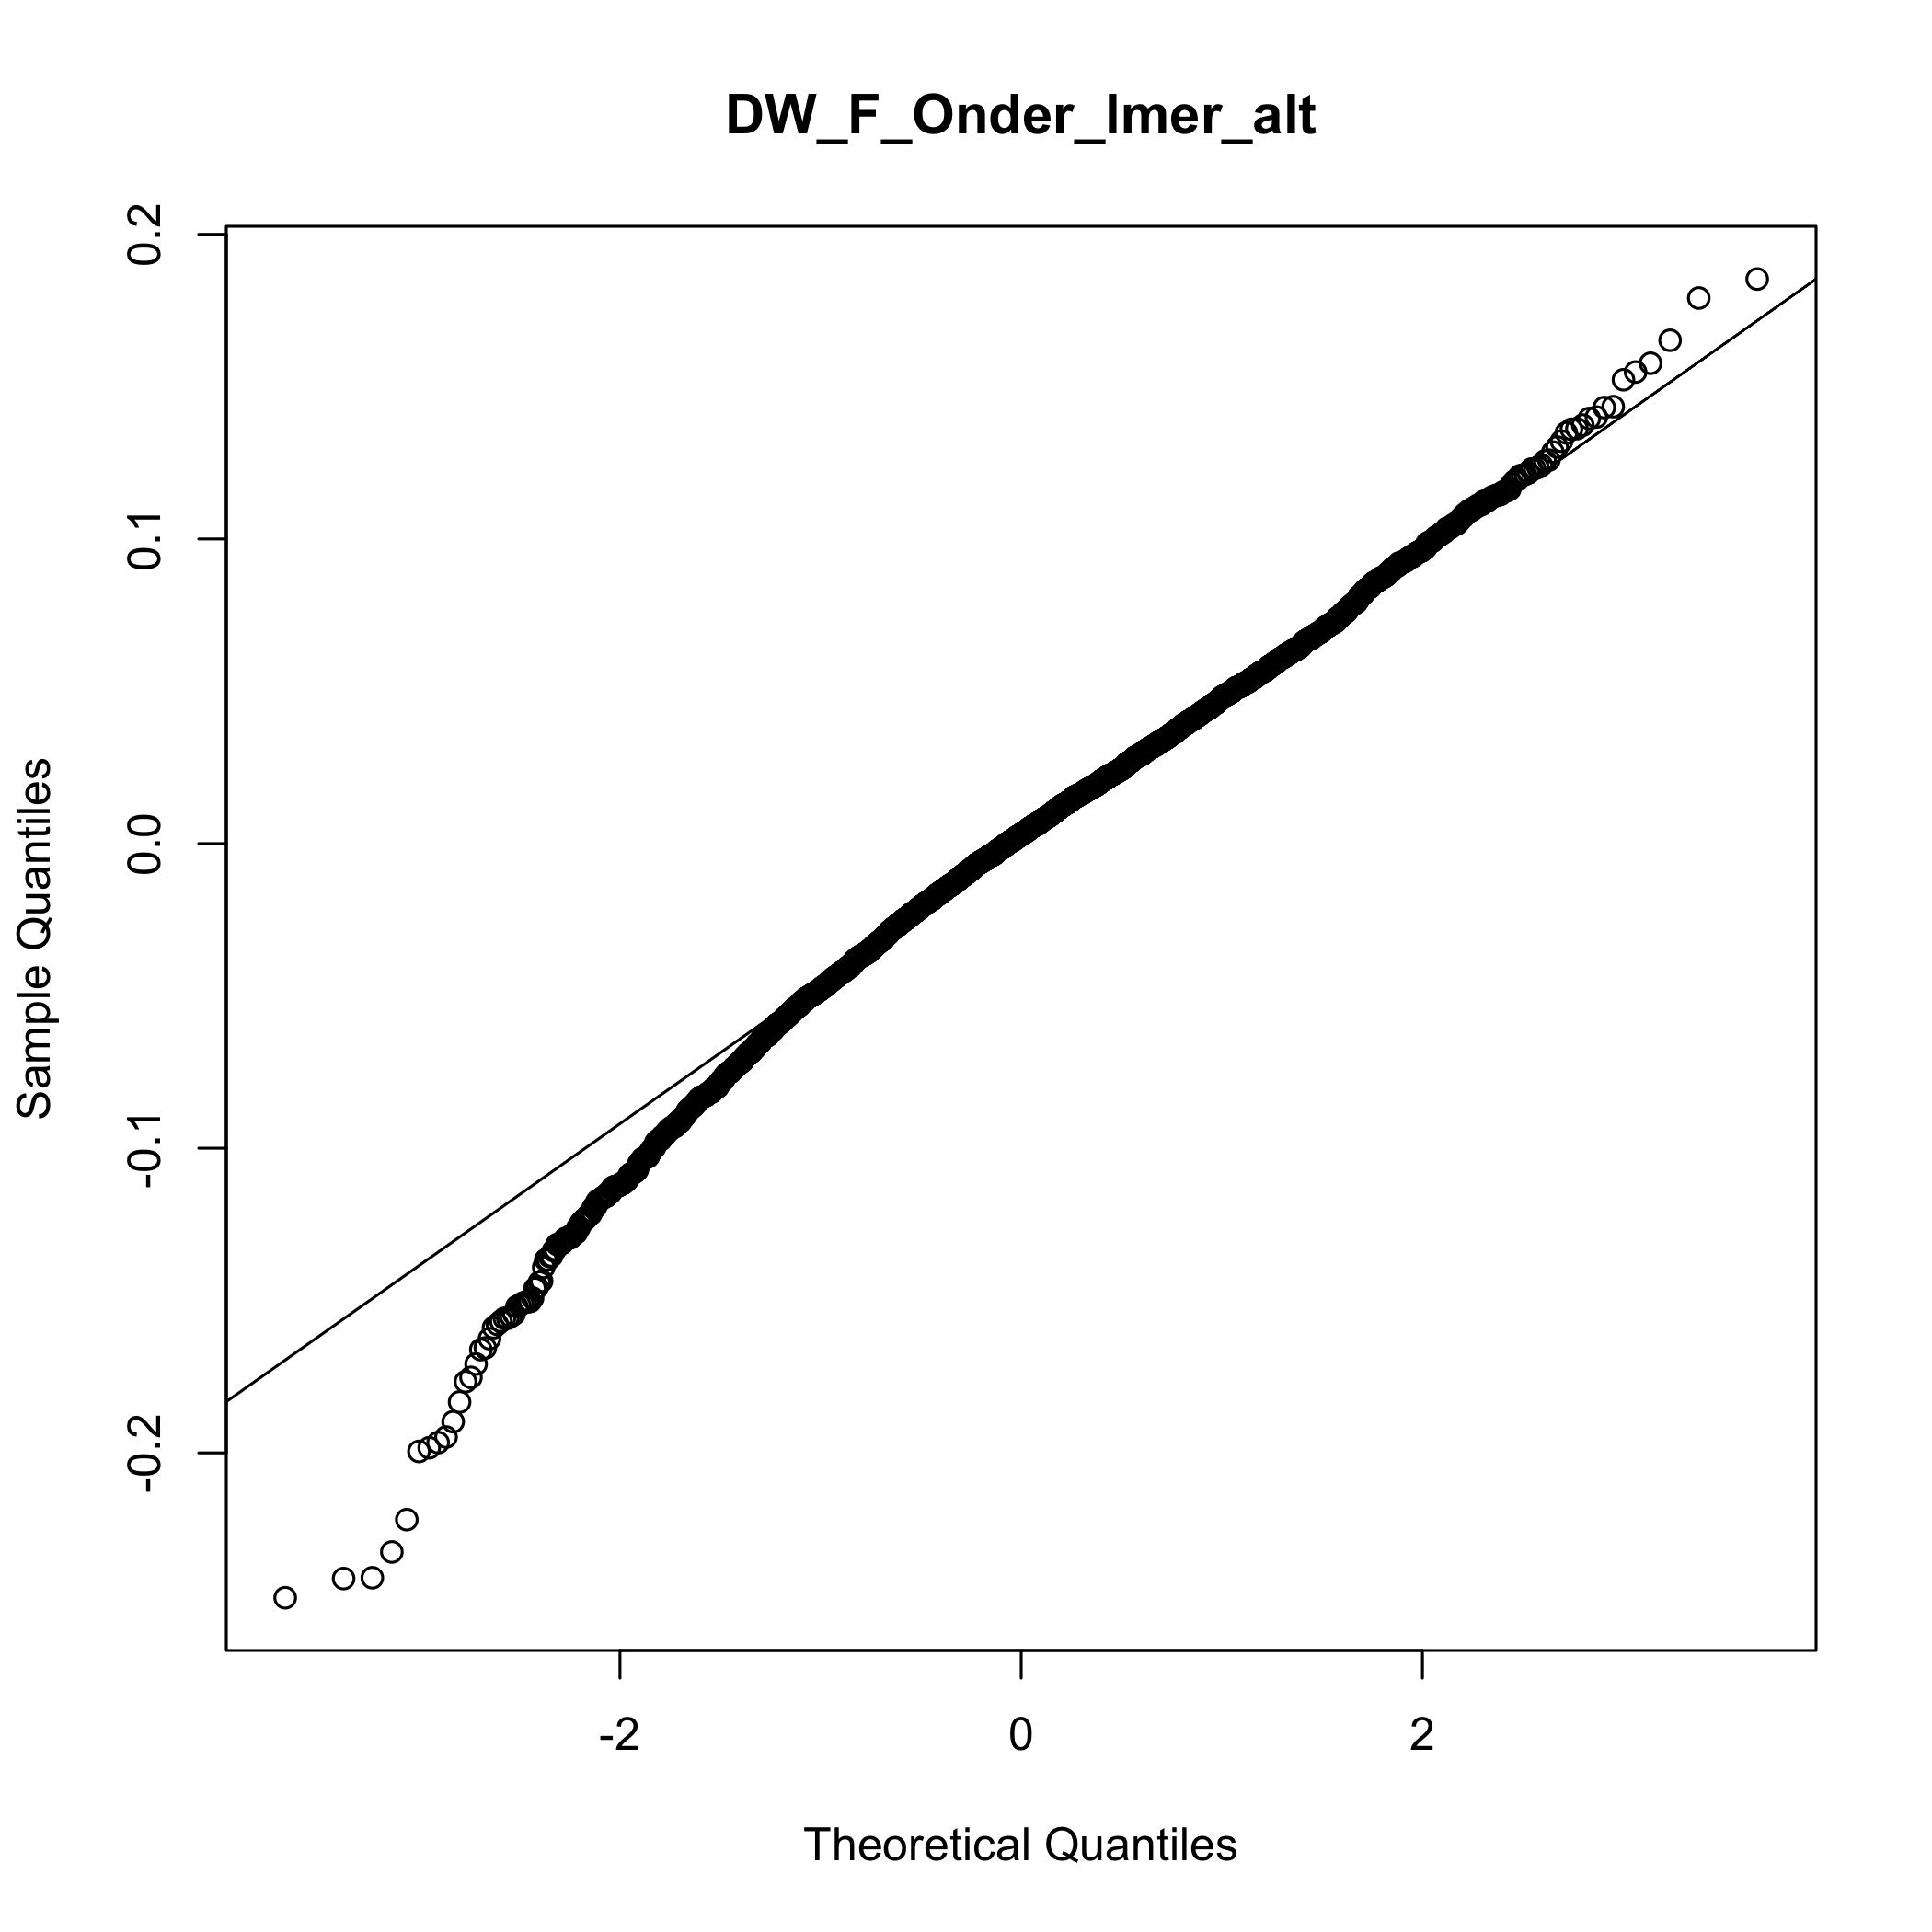 DW_F_Onder_lmer_alt
0.2
0.1
0.0
-0.1
-0.2
Sample Quantiles
-2 0 2
Theoretical Quantiles